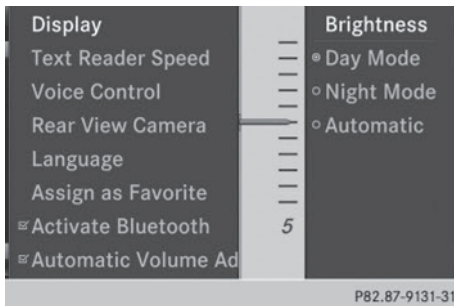 Display
Text Reader Speed
Voice Control
Rear View Camera
Language
Assign as Favorite
Activate Bluetooth
Automatic Volume Ad
5
Brightness
Day Mode
Night Mode
Automatic
P82.87-9131-31